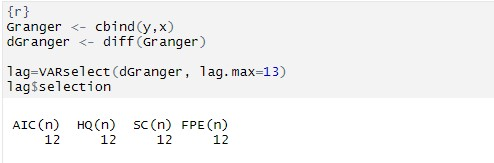 {r}
Granger <- cbind(y,x)
dGranger <- diff(Granger)
lag=VARselect(dGranger, lag.max=13)
lag$selection
AIC(n) HQ(n) SC(n) FPE(n)
12 12 12 12